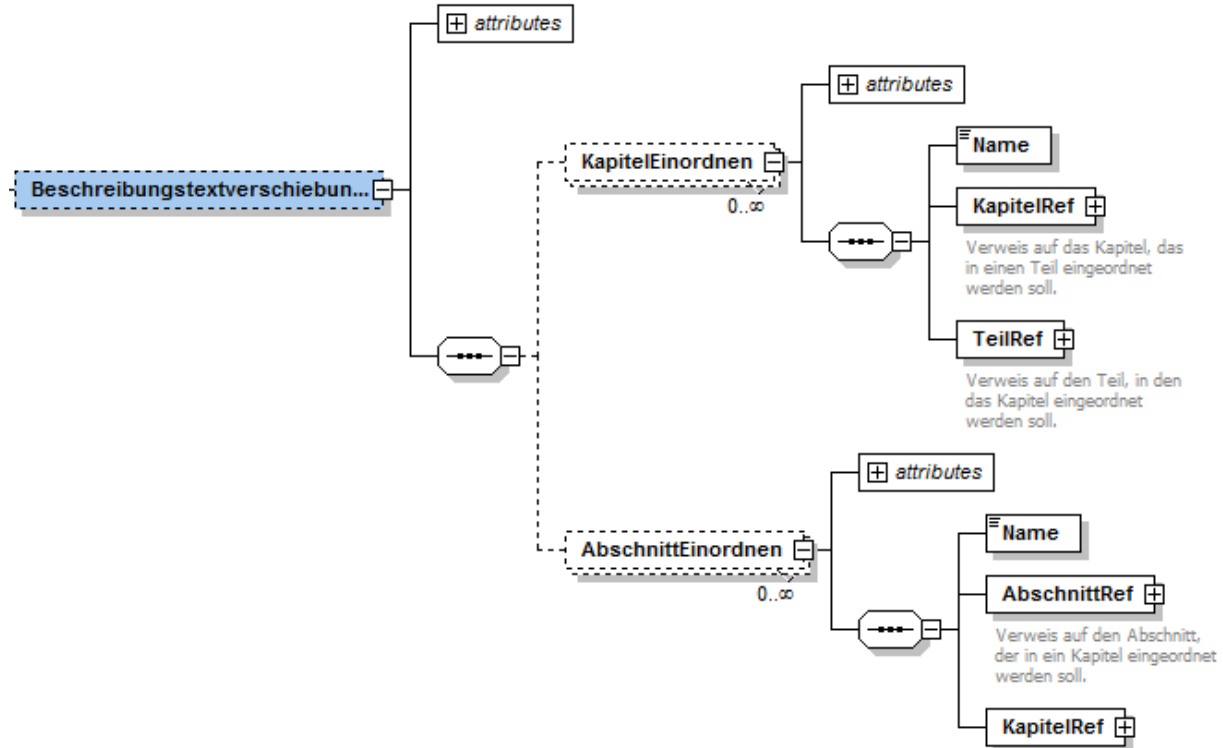 attributes
attributes
KapitelEinordnen
Name
0..∞
Beschreibungstextverschiebun...
KapitelRef
Verweis auf das Kapitel, das
in einen Teil eingeordnet
werden soll.
TeilRef
Verweis auf den Teil, in den
das Kapitel eingeordnet
werden soll.
attributes
AbschnittEinordnen
Name
0..∞
AbschnittRef
Verweis auf den Abschnitt,
der in ein Kapitel eingeordnet
werden soll.
KapitelRef